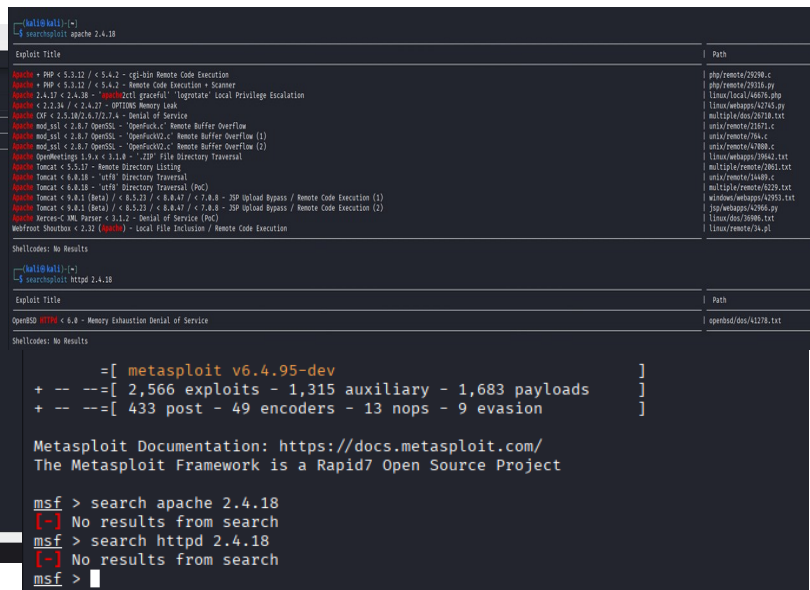 ┌──(kali㉿kali)-[~]
└─$ searchsploit apache 2.4.18
Exploit Title | Path
Apache + PHP < 5.3.12 / < 5.4.2 - cgi-bin Remote Code Execution | php/remote/29290.c
Apache + PHP < 5.3.12 / < 5.4.2 - Remote Code Execution + Scanner | php/remote/29316.py
Apache 2.4.17 < 2.4.38 - 'apache2ctl graceful' 'logrotate' Local Privilege Escalation | linux/local/46676.php
Apache < 2.2.34 / < 2.4.27 - OPTIONS Memory Leak | linux/webapps/42745.py
Apache CXF < 2.5.10/2.6.7/2.7.4 - Denial of Service | multiple/dos/26710.txt
Apache mod_ssl < 2.8.7 OpenSSL - 'OpenFuck.c' Remote Buffer Overflow | unix/remote/21671.c
Apache mod_ssl < 2.8.7 OpenSSL - 'OpenFuckV2.c' Remote Buffer Overflow (1) | unix/remote/764.c
Apache mod_ssl < 2.8.7 OpenSSL - 'OpenFuckV2.c' Remote Buffer Overflow (2) | unix/remote/47080.c
Apache OpenMeetings 1.9.x < 3.1.0 - '.ZIP' File Directory Traversal | linux/webapps/39642.txt
Apache Tomcat < 5.5.17 - Remote Directory Listing | multiple/remote/2061.txt
Apache Tomcat < 6.0.18 - 'utf8' Directory Traversal | unix/remote/14489.c
Apache Tomcat < 6.0.18 - 'utf8' Directory Traversal (PoC) | multiple/remote/6229.txt
Apache Tomcat < 9.0.1 (Beta) / < 8.5.23 / < 8.0.47 / < 7.0.8 - JSP Upload Bypass / Remote Code Execution (1) | windows/webapps/42953.txt
Apache Tomcat < 9.0.1 (Beta) / < 8.5.23 / < 8.0.47 / < 7.0.8 - JSP Upload Bypass / Remote Code Execution (2) | jsp/webapps/42966.py
Apache Xerces-C XML Parser < 3.1.2 - Denial of Service (PoC) | linux/dos/36906.txt
Webfroot Shoutbox < 2.32 (Apache) - Local File Inclusion / Remote Code Execution | linux/remote/34.pl
Shellcodes: No Results
┌──(kali㉿kali)-[~]
└─$ searchsploit httpd 2.4.18
Exploit Title | Path
OpenBSD HTTPd < 6.0 - Memory Exhaustion Denial of Service | openbsd/dos/41278.txt
Shellcodes: No Results
=[ metasploit v6.4.95-dev ]
+ -- --=[ 2,566 exploits - 1,315 auxiliary - 1,683 payloads ]
+ -- --=[ 433 post - 49 encoders - 13 nops - 9 evasion ]
Metasploit Documentation: https://docs.metasploit.com/
The Metasploit Framework is a Rapid7 Open Source Project
msf > search apache 2.4.18
[-] No results from search
msf > search httpd 2.4.18
[-] No results from search
msf >